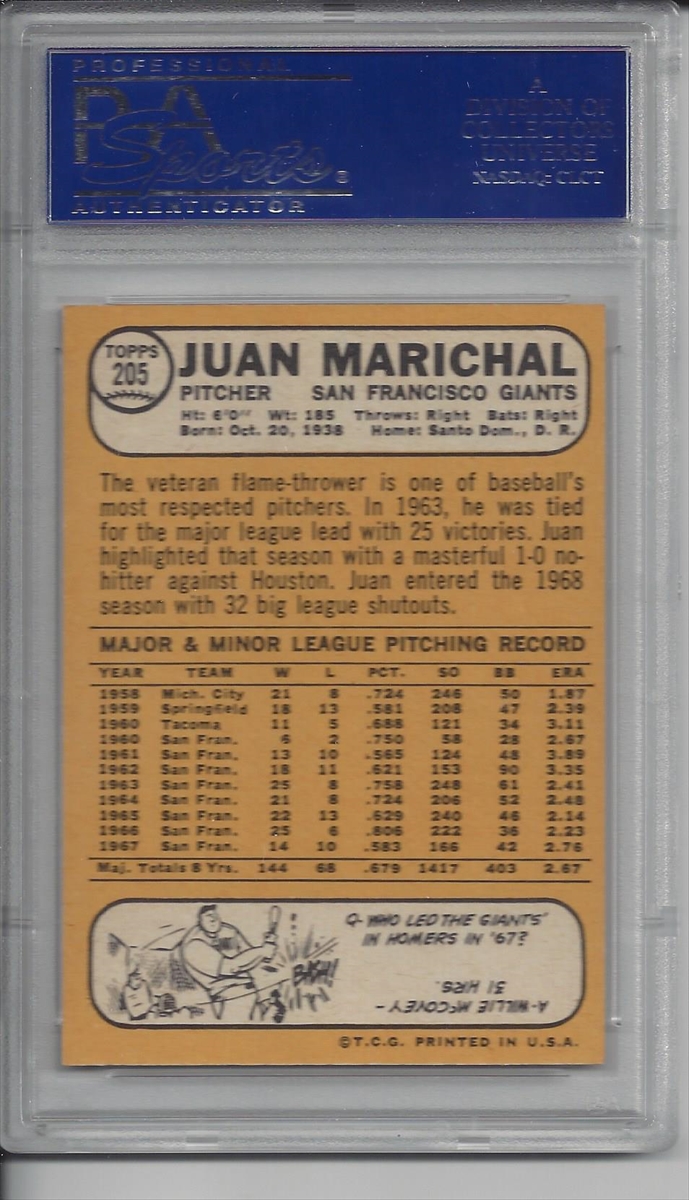 PROFESSIONAL
PSA
Sports®
AUTHENTICATOR
A
DIVISION OF
COLLECTORS
UNIVERSE
NASDAQ: CLCT
TOPPS
205
JUAN MARICHAL
PITCHER SAN FRANCISCO GIANTS
Ht: 6'0" Wt: 185 Throws: Right Bats: Right
Born: Oct. 20, 1938 Home: Santo Dom., D. R.
The veteran flame-thrower is one of baseball's
most respected pitchers. In 1963, he was tied
for the major league lead with 25 victories. Juan
highlighted that season with a masterful 1-0 no-
hitter against Houston. Juan entered the 1968
season with 32 big league shutouts.
MAJOR & MINOR LEAGUE PITCHING RECORD
YEAR TEAM W L PCT. SO BB ERA
1958 Mich. City 21 8 .724 246 50 1.87
1959 Springfield 18 13 .581 208 47 2.39
1960 Tacoma 11 5 .688 121 34 3.11
1960 San Fran. 6 2 .750 58 28 2.67
1961 San Fran. 13 10 .565 124 48 3.89
1962 San Fran. 18 11 .621 153 90 3.35
1963 San Fran. 25 8 .758 248 61 2.41
1964 San Fran. 21 8 .724 206 52 2.48
1965 San Fran. 22 13 .629 240 46 2.14
1966 San Fran. 25 6 .806 222 36 2.23
1967 San Fran. 14 10 .583 166 42 2.76
Maj. Totals 8 Yrs. 144 68 .679 1417 403 2.67
Q-WHO LED THE GIANTS'
IN HOMERS IN '67?
BASH!
A-WILLIE McCOVEY-
31 HRS.
©T.C.G. PRINTED IN U.S.A.